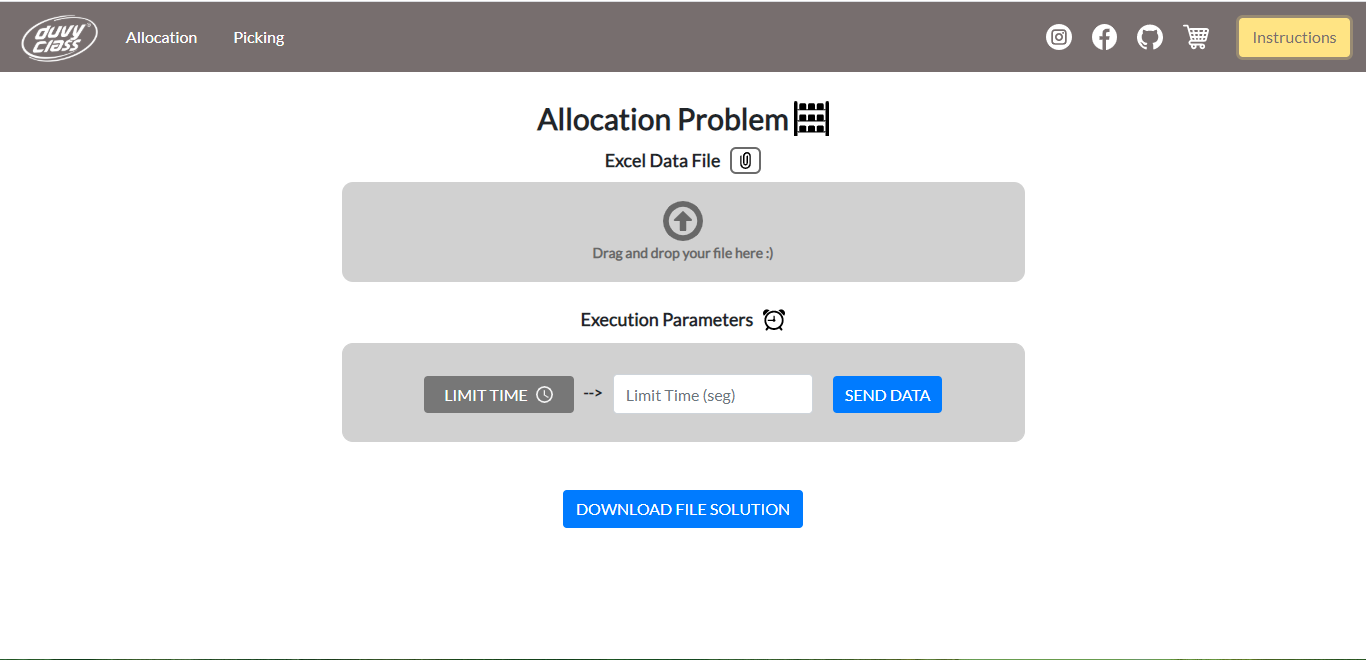 duvy
class
Allocation
Picking
Instructions
Allocation Problem
Excel Data File
Drag and drop your file here :)
Execution Parameters
LIMIT TIME
-->
Limit Time (seg)
SEND DATA
DOWNLOAD FILE SOLUTION